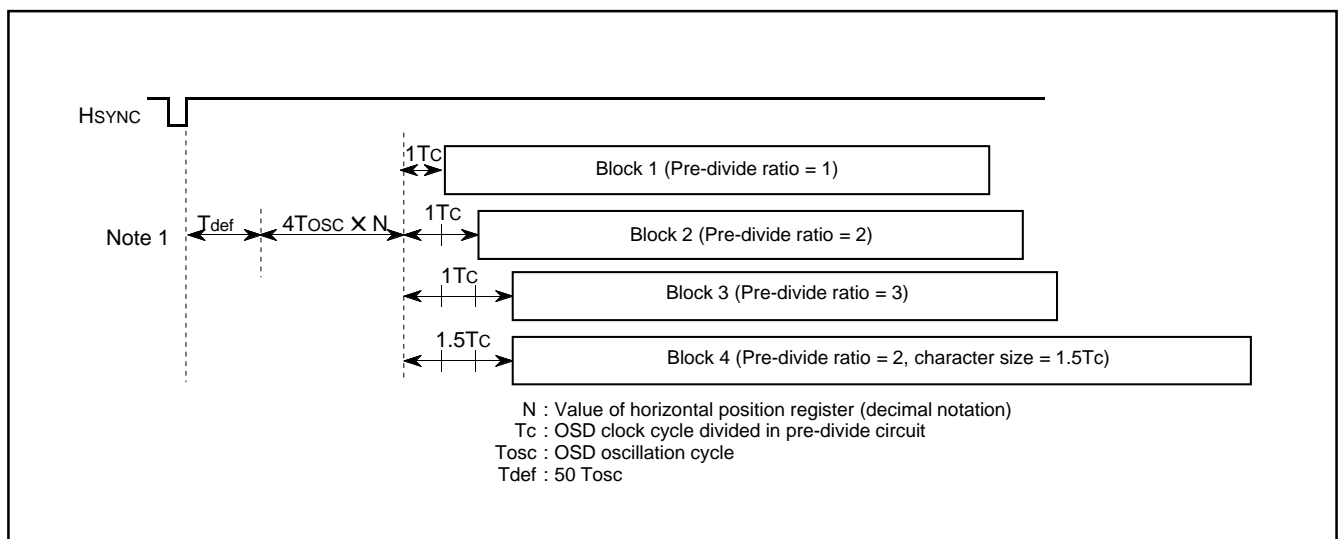 HSYNC
1TC
Block 1 (Pre-divide ratio = 1)
Note 1
Tdef
4TOSC X N
1TC
Block 2 (Pre-divide ratio = 2)
1TC
Block 3 (Pre-divide ratio = 3)
1.5TC
Block 4 (Pre-divide ratio = 2, character size = 1.5Tc)
N : Value of horizontal position register (decimal notation)
Tc : OSD clock cycle divided in pre-divide circuit
Tosc : OSD oscillation cycle
Tdef : 50 Tosc